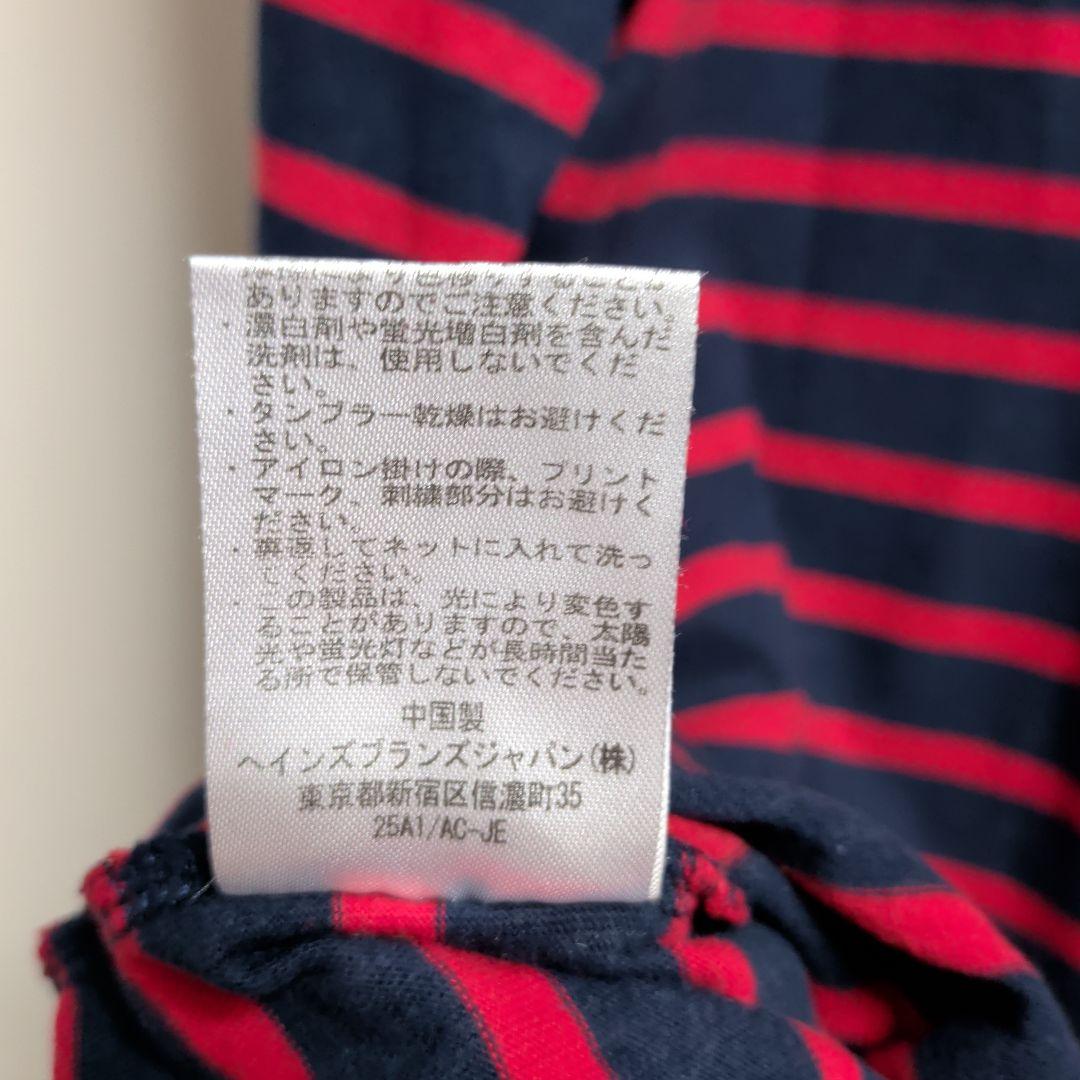 ありますのでご注意ください。
・漂白剤や蛍光増白剤を含んだ
洗剤は、使用しないでくだ
さい。
・タンブラー乾燥はお避けくだ
さい。
・アイロン掛けの際、プリント
マーク、刺繍部分はお避けく
ださい。
・裏返してネットに入れて洗っ
てください。
・この製品は、光により変色す
ることがありますので、太陽
光や蛍光灯などが長時間当た
る所で保管しないでください。
中国製
ヘインズブランズジャパン(株)
東京都新宿区信濃町35
25A1/AC-JE